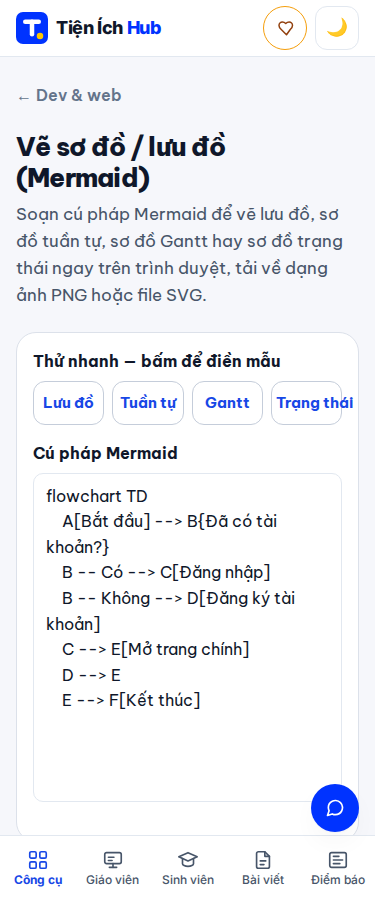 Tiện Ích Hub
← Dev & web
Vẽ sơ đồ / lưu đồ
(Mermaid)
Soạn cú pháp Mermaid để vẽ lưu đồ, sơ
đồ tuần tự, sơ đồ Gantt hay sơ đồ trạng
thái ngay trên trình duyệt, tải về dạng
ảnh PNG hoặc file SVG.
Thử nhanh — bấm để điền mẫu
Lưu đồ
Tuần tự
Gantt
Trạng thái
Cú pháp Mermaid
flowchart TD
    A[Bắt đầu] --> B{Đã có tài
khoản?}
    B -- Có --> C[Đăng nhập]
    B -- Không --> D[Đăng ký tài
khoản]
    C --> E[Mở trang chính]
    D --> E
    E --> F[Kết thúc]
Công cụ
Giáo viên
Sinh viên
Bài viết
Điểm báo